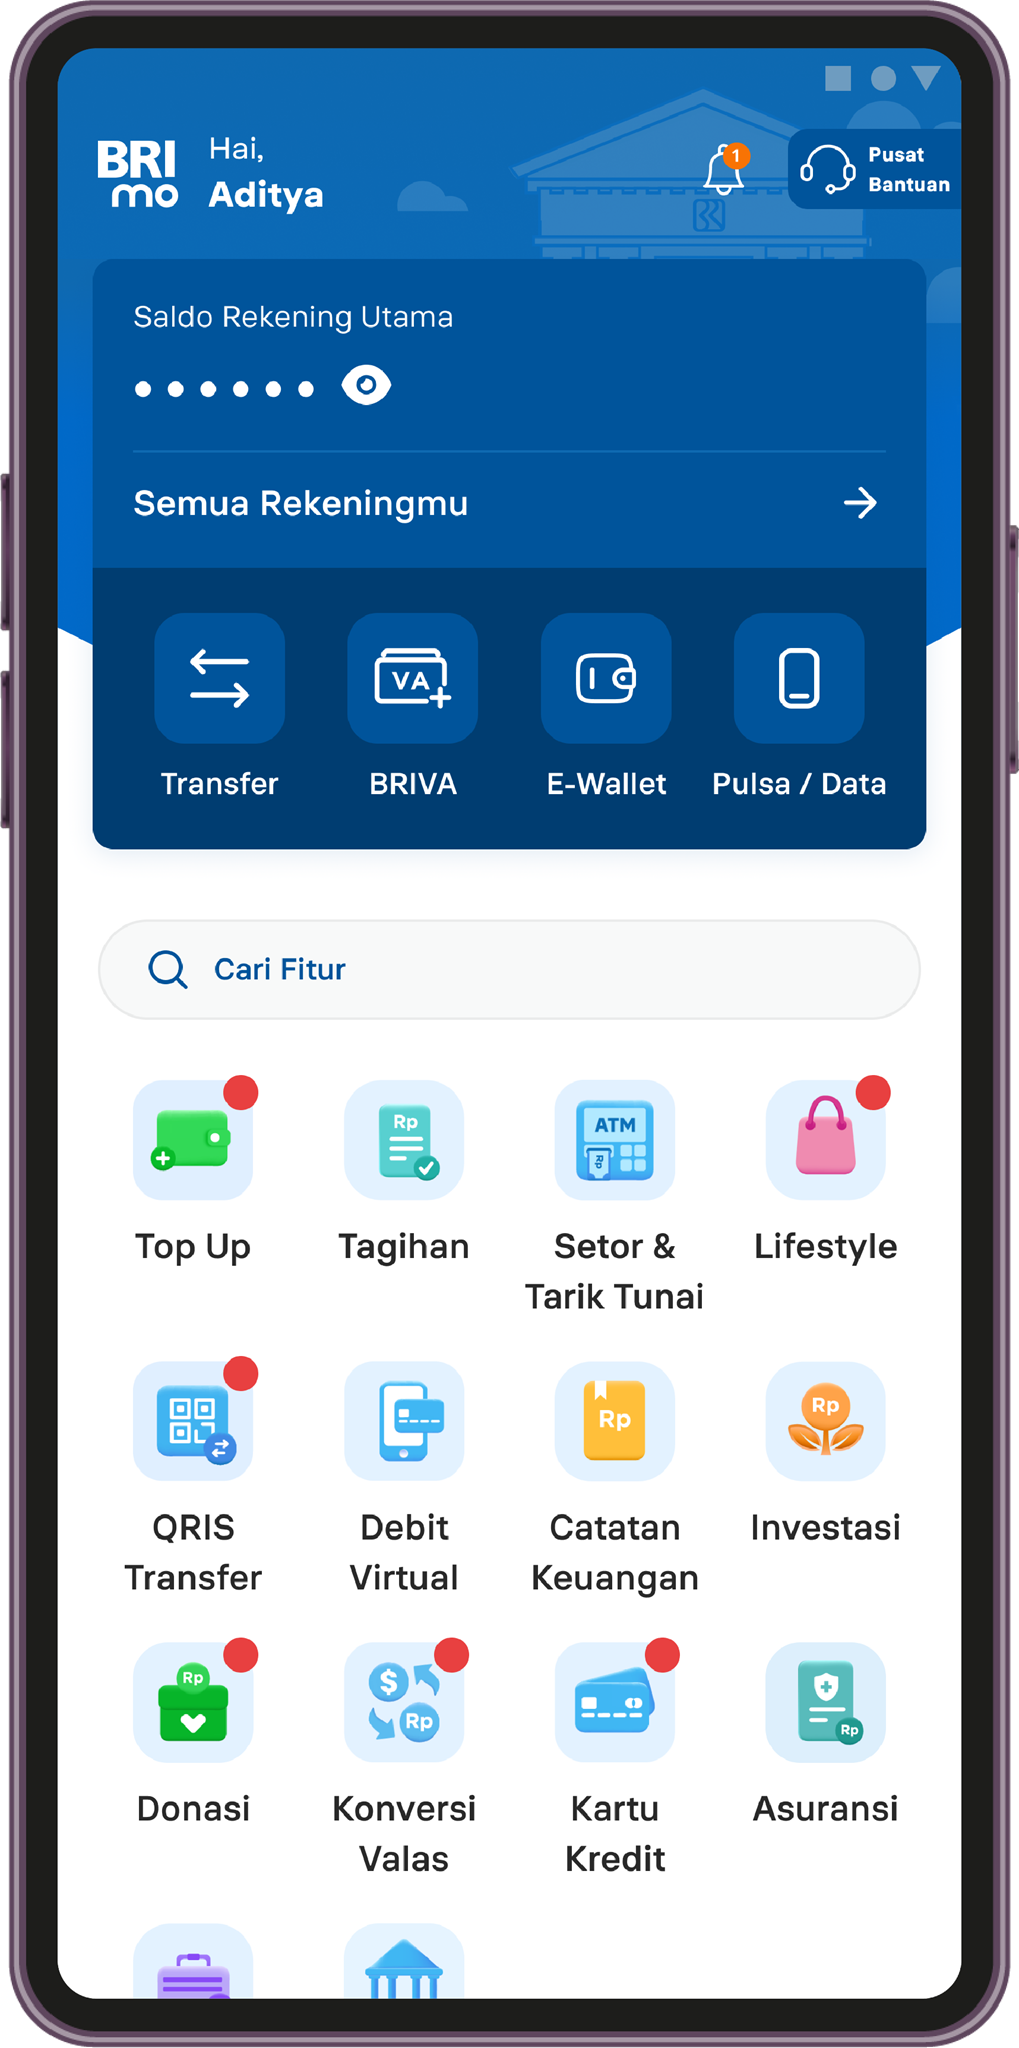 BRI
mo
Hai,
Aditya
1
Pusat
Bantuan
Saldo Rekening Utama
Semua Rekeningmu
VA
Transfer
BRIVA
E-Wallet
Pulsa / Data
Cari Fitur
Rp
ATM
Rp
Top Up
Tagihan
Setor &
Tarik Tunai
Lifestyle
Rp
Rp
QRIS
Transfer
Debit
Virtual
Catatan
Keuangan
Investasi
Rp
$
Rp
Rp
Donasi
Konversi
Valas
Kartu
Kredit
Asuransi